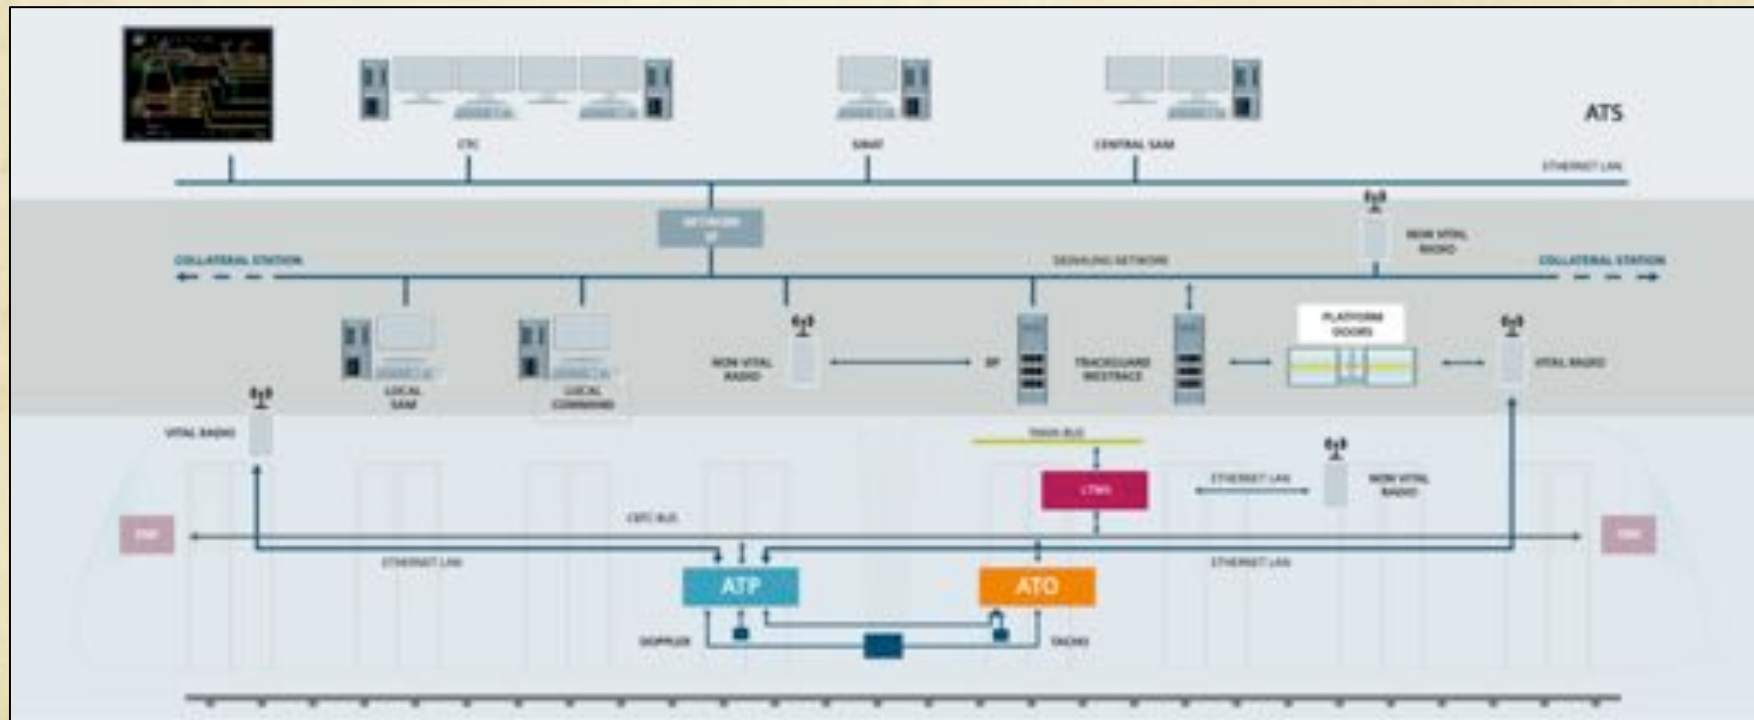 ATS
CTC
CENTRAL SAM
ETHERNET LAN
NETWORK
NON VITAL
RADIO
COLLATERAL STATION
SIGNALING NETWORK
COLLATERAL STATION
PLATFORM
DOORS
NON VITAL
RADIO
TRACKGUARD
WESTRACE
VITAL RADIO
LOCAL
SAM
LOCAL
COMMAND
VITAL RADIO
TRAIN BUS
ETHERNET LAN
NON VITAL
RADIO
CBTC BUS
ETHERNET LAN
ETHERNET LAN
ATP
ATO
DOPPLER
TACHO